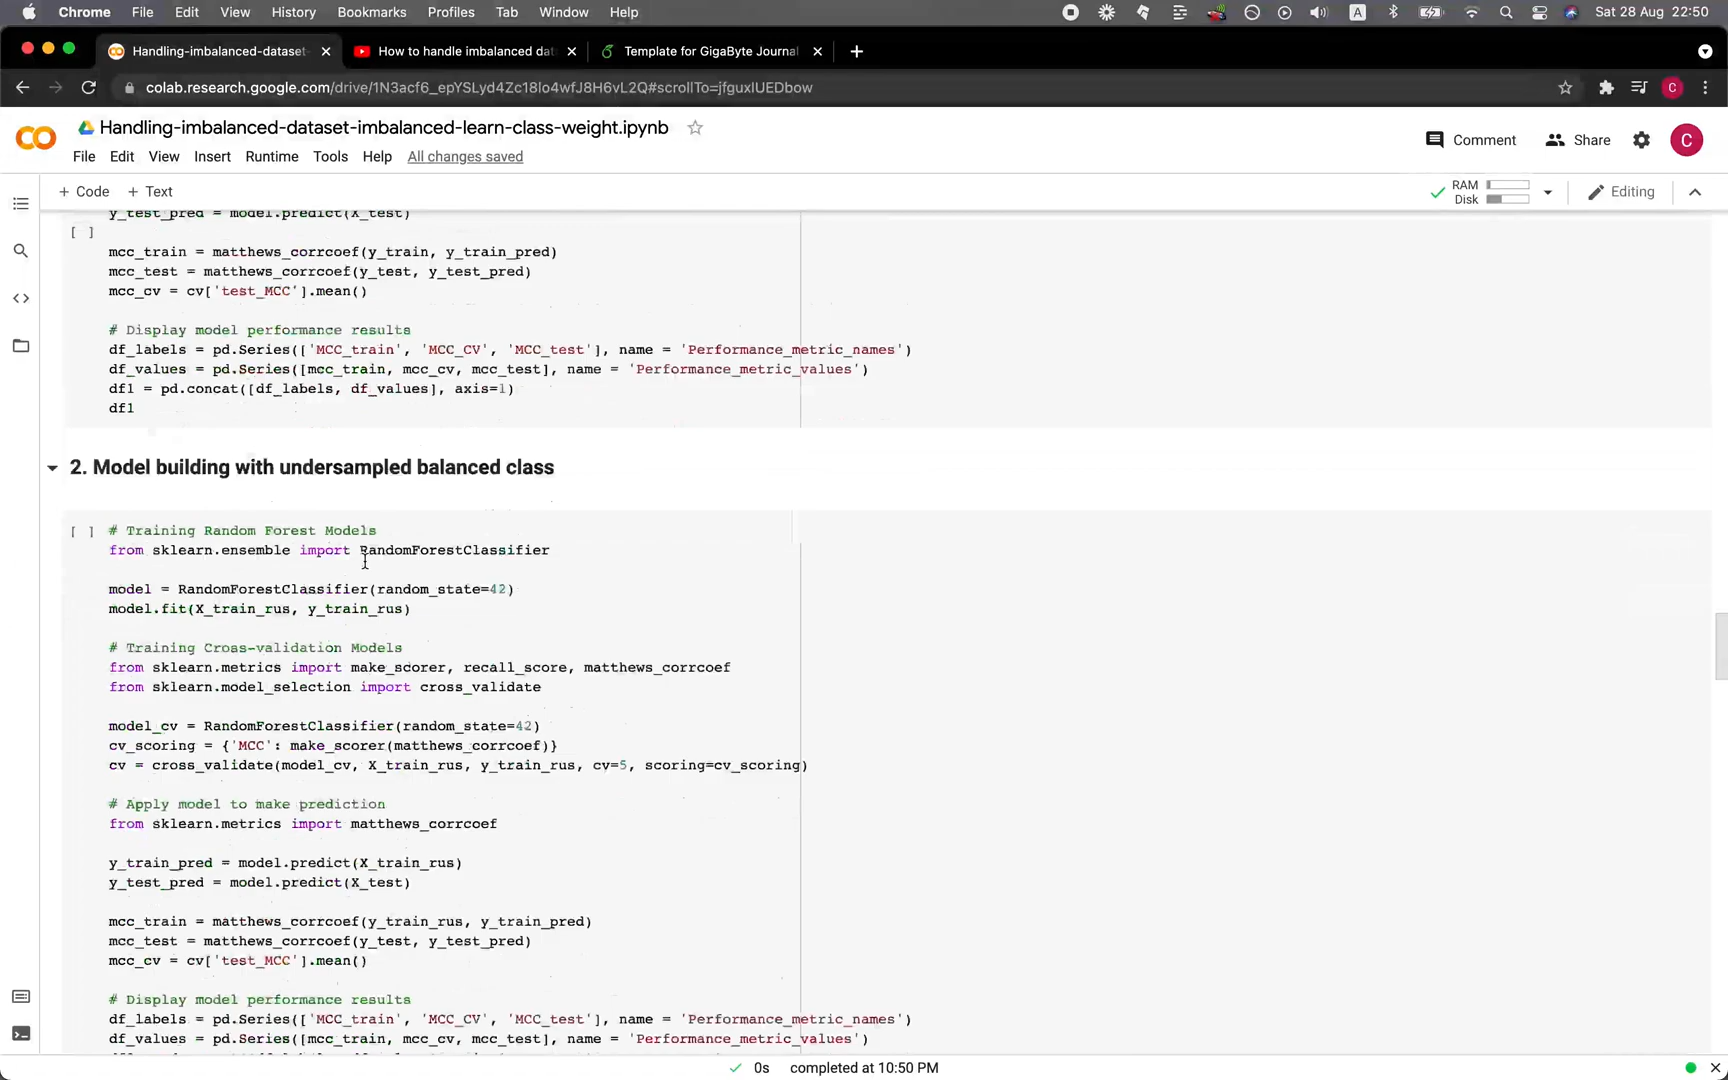 Chrome File Edit View History Bookmarks Profiles Tab Window Help A Sat 28 Aug 22:50
Handling-imbalanced-dataset- How to handle imbalanced dat Template for GigaByte Journal
colab.research.google.com/drive/1N3acf6_epYSLyd4Zc18lo4wfJ8H6vL2Q#scrollTo=jfguxlUEDbow C
Handling-imbalanced-dataset-imbalanced-learn-class-weight.ipynb
Comment Share C
File Edit View Insert Runtime Tools Help All changes saved
+ Code + Text RAM Disk Editing
y_test_pred = model.predict(X_test)
[ ]
mcc_train = matthews_corrcoef(y_train, y_train_pred)
mcc_test = matthews_corrcoef(y_test, y_test_pred)
mcc_cv = cv['test_MCC'].mean()
# Display model performance results
df_labels = pd.Series(['MCC_train', 'MCC_CV', 'MCC_test'], name = 'Performance_metric_names')
df_values = pd.Series([mcc_train, mcc_cv, mcc_test], name = 'Performance_metric_values')
df1 = pd.concat([df_labels, df_values], axis=1)
df1
2. Model building with undersampled balanced class
[ ] # Training Random Forest Models
from sklearn.ensemble import RandomForestClassifier
model = RandomForestClassifier(random_state=42)
model.fit(X_train_rus, y_train_rus)
# Training Cross-validation Models
from sklearn.metrics import make_scorer, recall_score, matthews_corrcoef
from sklearn.model_selection import cross_validate
model_cv = RandomForestClassifier(random_state=42)
cv_scoring = {'MCC': make_scorer(matthews_corrcoef)}
cv = cross_validate(model_cv, X_train_rus, y_train_rus, cv=5, scoring=cv_scoring)
# Apply model to make prediction
from sklearn.metrics import matthews_corrcoef
y_train_pred = model.predict(X_train_rus)
y_test_pred = model.predict(X_test)
mcc_train = matthews_corrcoef(y_train_rus, y_train_pred)
mcc_test = matthews_corrcoef(y_test, y_test_pred)
mcc_cv = cv['test_MCC'].mean()
# Display model performance results
df_labels = pd.Series(['MCC_train', 'MCC_CV', 'MCC_test'], name = 'Performance_metric_names')
df_values = pd.Series([mcc_train, mcc_cv, mcc_test], name = 'Performance_metric_values')
0s completed at 10:50 PM